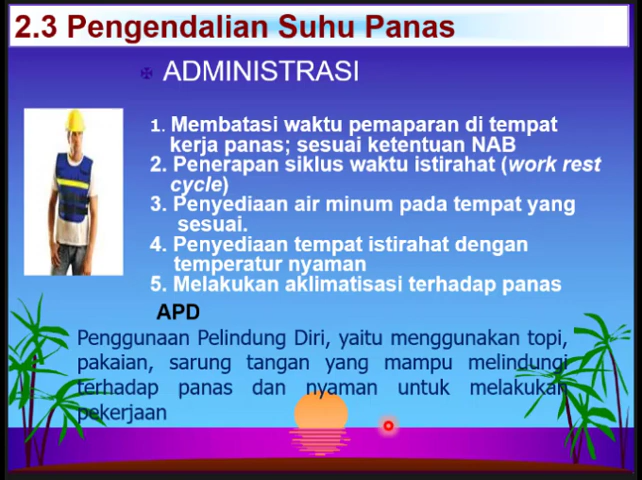 2.3 Pengendalian Suhu Panas
ADMINISTRASI
1. Membatasi waktu pemaparan di tempat
kerja panas; sesuai ketentuan NAB
2. Penerapan siklus waktu istirahat (work rest
cycle)
3. Penyediaan air minum pada tempat yang
sesuai.
4. Penyediaan tempat istirahat dengan
temperatur nyaman
5. Melakukan aklimatisasi terhadap panas
APD
Penggunaan Pelindung Diri, yaitu menggunakan topi,
pakaian, sarung tangan yang mampu melindungi
terhadap panas dan nyaman untuk melakukan
pekerjaan